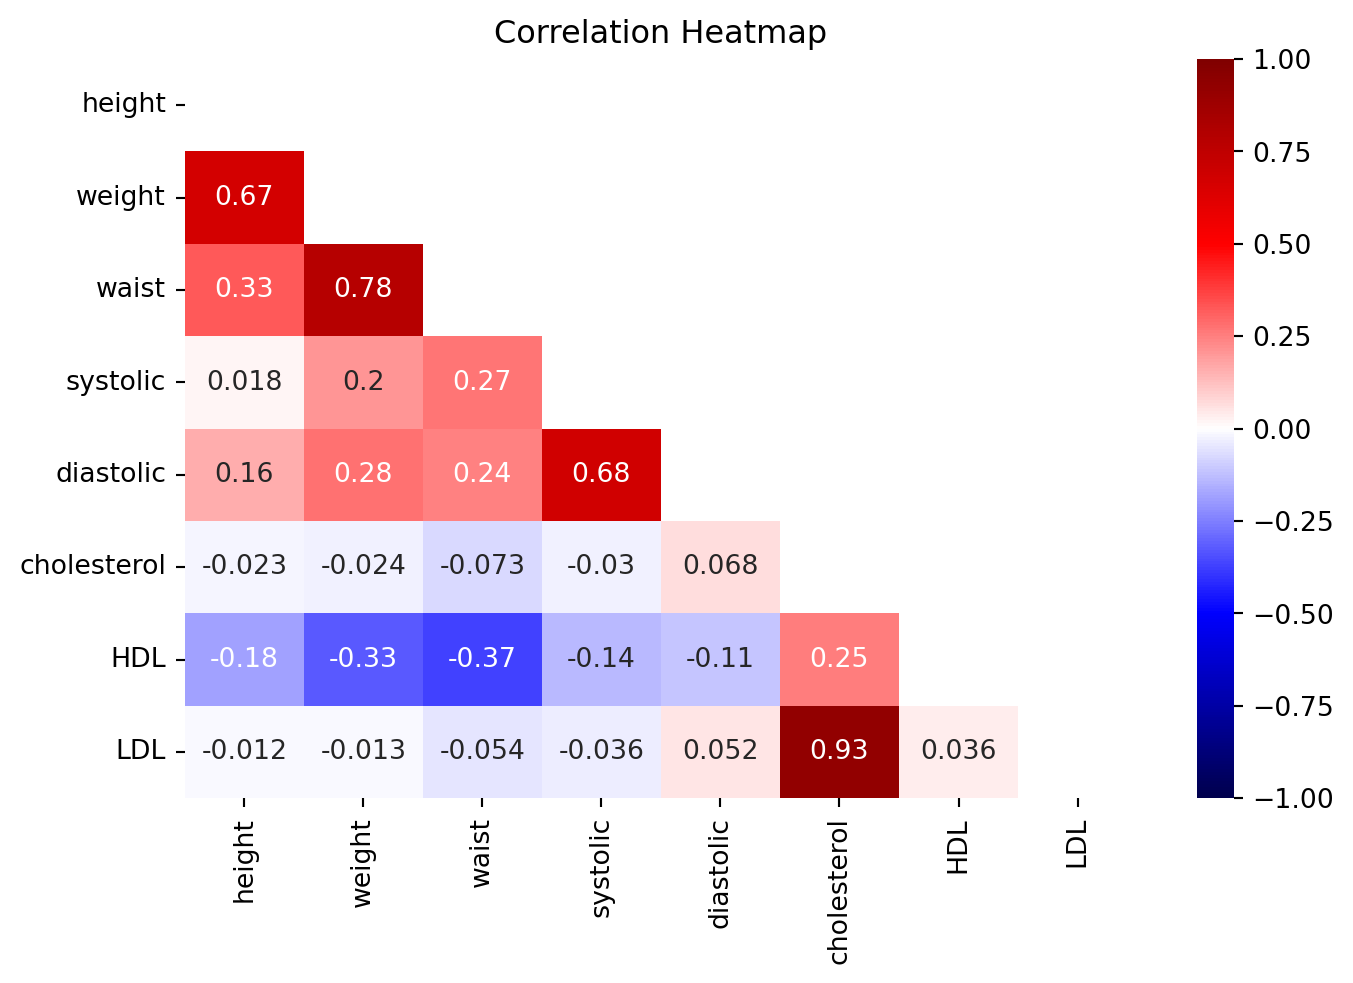 Correlation Heatmap
height
weight 0.67
waist 0.33 0.78
systolic 0.018 0.2 0.27
diastolic 0.16 0.28 0.24 0.68
cholesterol -0.023 -0.024 -0.073 -0.03 0.068
HDL -0.18 -0.33 -0.37 -0.14 -0.11 0.25
LDL -0.012 -0.013 -0.054 -0.036 0.052 0.93 0.036
height weight waist systolic diastolic cholesterol HDL LDL
1.00
0.75
0.50
0.25
0.00
−0.25
−0.50
−0.75
−1.00